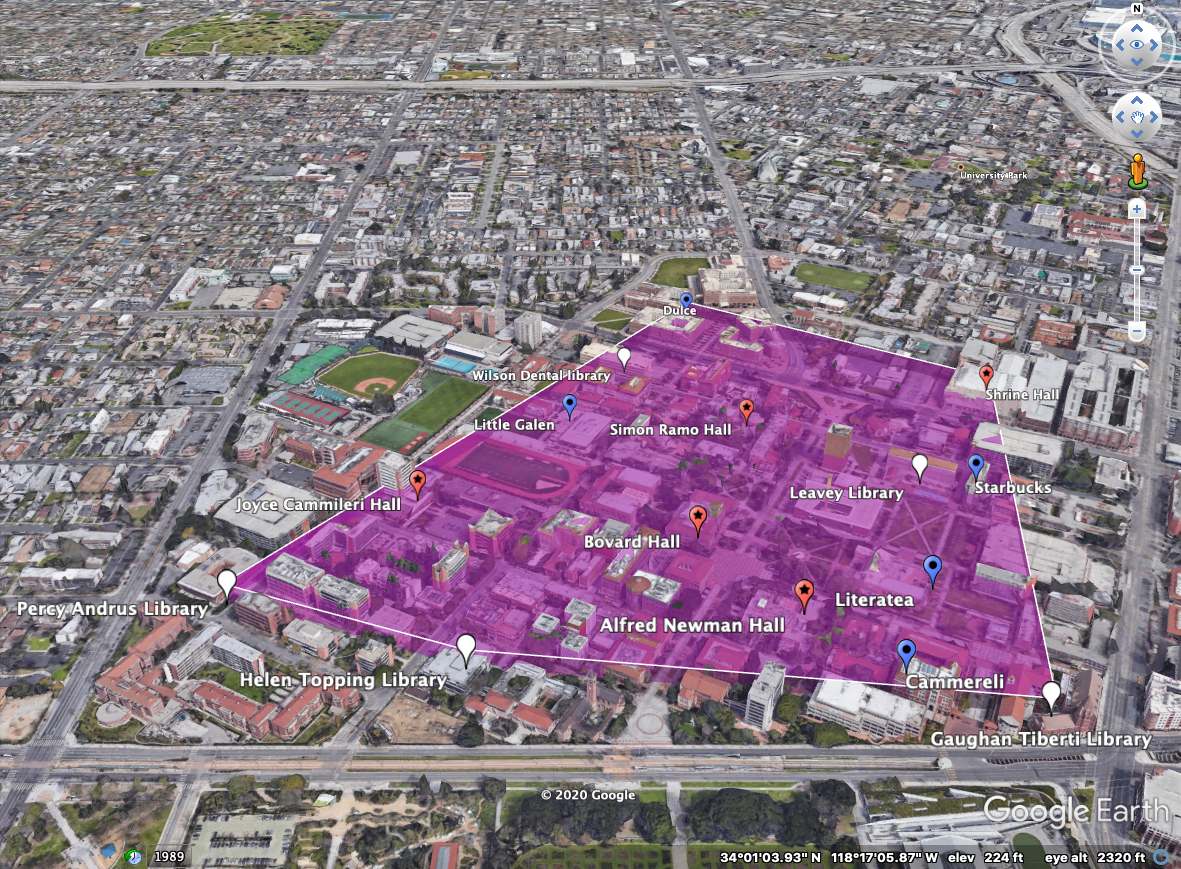 N
University Park
Dulce
Wilson Dental library
Shrine Hall
Little Galen
Simon Ramo Hall
Leavey Library
Starbucks
Joyce Cammileri Hall
Bovard Hall
Percy Andrus Library
Literatea
Alfred Newman Hall
Helen Topping Library
Cammereli
Gaughan Tiberti Library
© 2020 Google
Google Earth
1989
34°01'03.93" N 118°17'05.87" W elev 224 ft eye alt 2320 ft